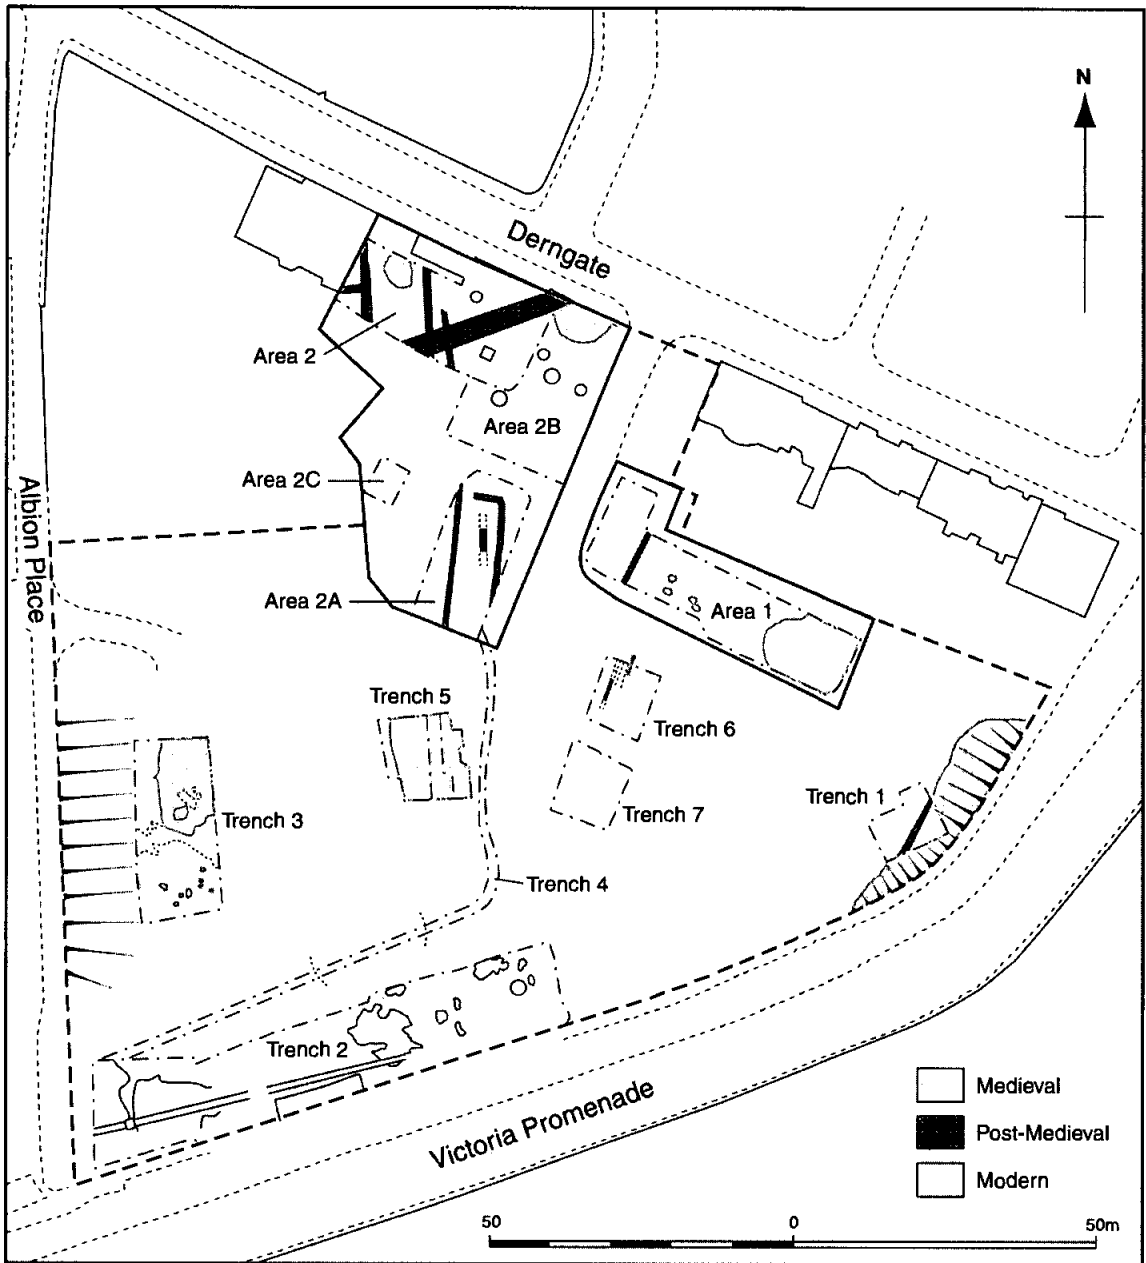 N
Derngate
Area 2
Area 2B
Area 2C
Albion Place
Area 2A
Area 1
Trench 5
Trench 6
Trench 1
Trench 3
Trench 7
Trench 4
Trench 2
Victoria Promenade
Medieval
Post-Medieval
Modern
50 0 50m